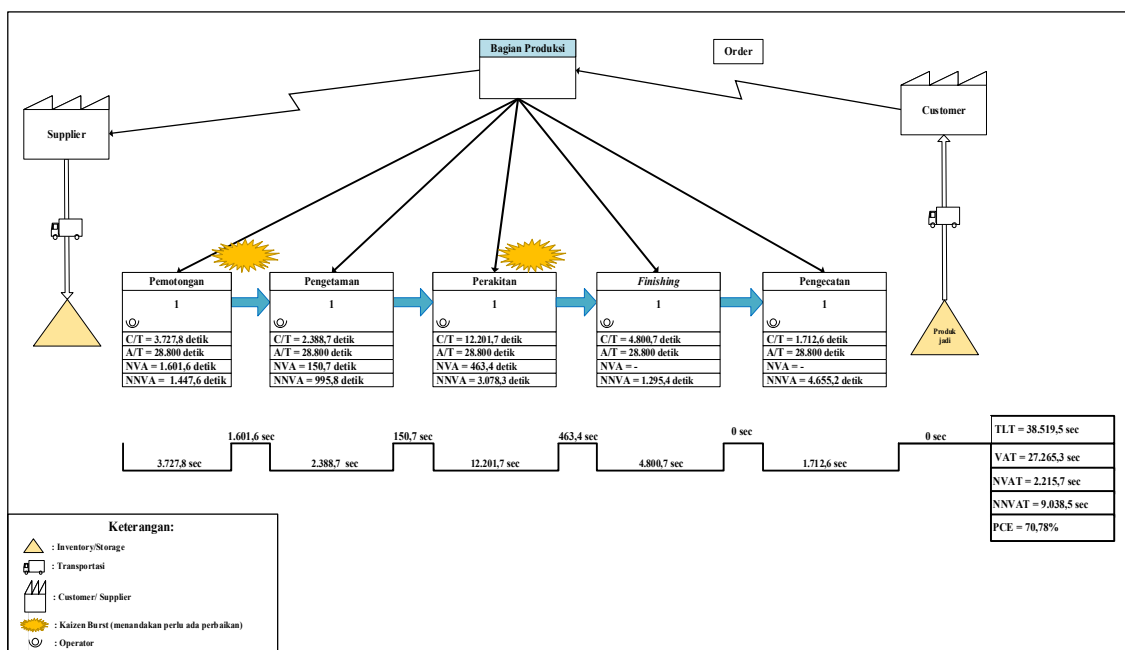 Bagian Produksi
Order
Supplier
Customer
Pemotongan
1
C/T = 3.727,8 detik
A/T = 28.800 detik
NVA = 1.601,6 detik
NNVA = 1.447,6 detik
Pengetaman
1
C/T = 2.388,7 detik
A/T = 28.800 detik
NVA = 150,7 detik
NNVA = 995,8 detik
Perakitan
1
C/T = 12.201,7 detik
A/T = 28.800 detik
NVA = 463,4 detik
NNVA = 3.078,3 detik
Finishing
1
C/T = 4.800,7 detik
A/T = 28.800 detik
NVA = -
NNVA = 1.295,4 detik
Pengecatan
1
C/T = 1.712,6 detik
A/T = 28.800 detik
NVA = -
NNVA = 4.655,2 detik
Produk
jadi
1.601,6 sec
150,7 sec
463,4 sec
0 sec
0 sec
3.727,8 sec
2.388,7 sec
12.201,7 sec
4.800,7 sec
1.712,6 sec
TLT = 38.519,5 sec
VAT = 27.265,3 sec
NVAT = 2.215,7 sec
NNVAT = 9.038,5 sec
PCE = 70,78%
Keterangan:
: Inventory/Storage
: Transportasi
: Customer/ Supplier
: Kaizen Burst (menandakan perlu ada perbaikan)
: Operator